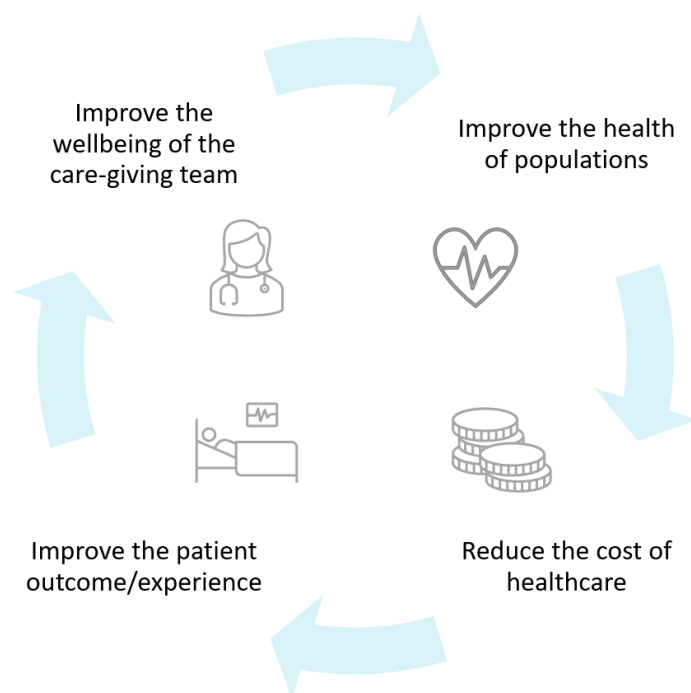 Improve the
wellbeing of the
care-giving team
Improve the health
of populations
Improve the patient
outcome/experience
Reduce the cost of
healthcare